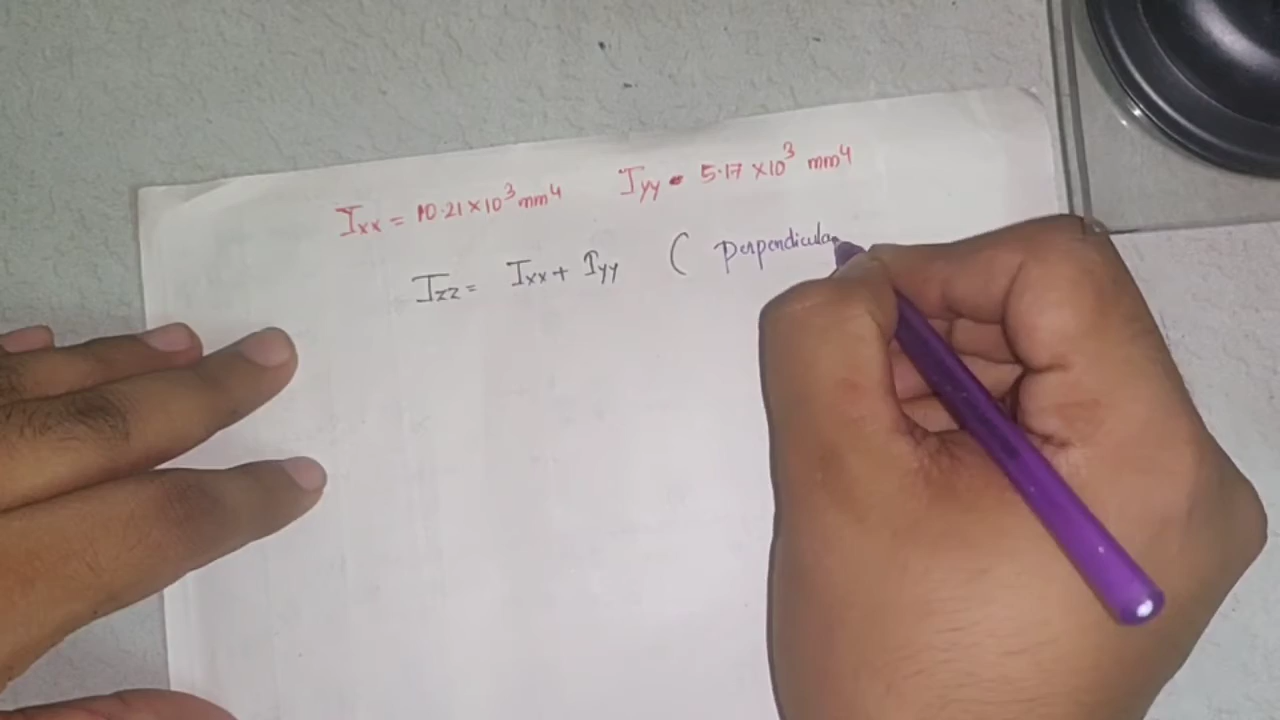 Ixx = 10.21 × 10³ mm⁴ Iyy = 5.17 × 10³ mm⁴
Izz = Ixx + Iyy ( Perpendicular